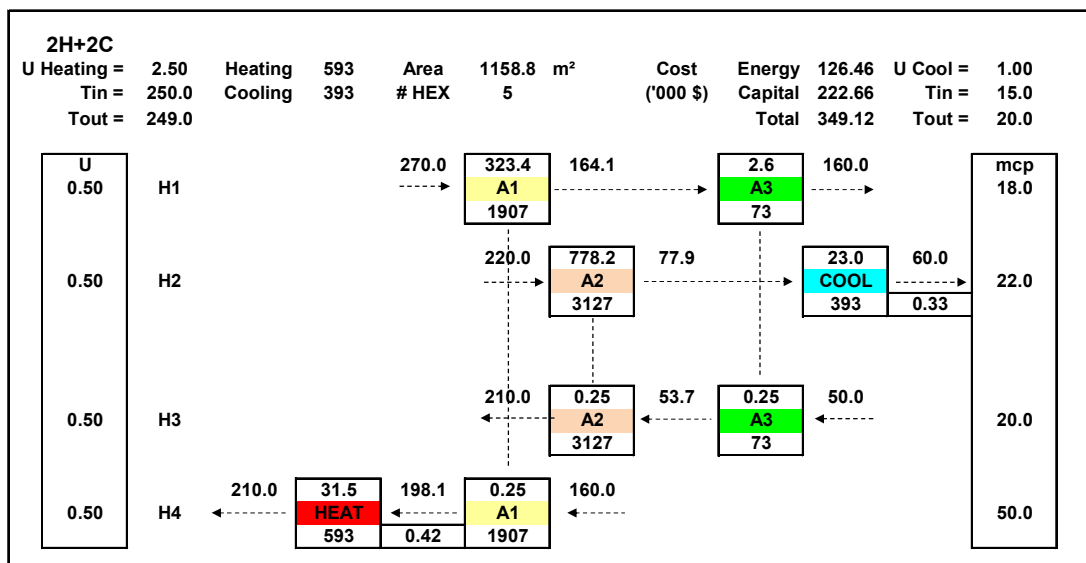 2H+2C
U Heating = 2.50 Heating 593 Area 1158.8 m² Cost Energy 126.46 U Cool = 1.00
Tin = 250.0 Cooling 393 # HEX 5 ('000 $) Capital 222.66 Tin = 15.0
Tout = 249.0 Total 349.12 Tout = 20.0
U 270.0 323.4 164.1 2.6 160.0 mcp
0.50 H1 A1 A3 18.0
1907 73
220.0 778.2 77.9 23.0 60.0
0.50 H2 A2 COOL 22.0
3127 393 0.33
210.0 0.25 53.7 0.25 50.0
0.50 H3 A2 A3 20.0
3127 73
210.0 31.5 198.1 0.25 160.0
0.50 H4 HEAT A1 50.0
593 0.42 1907